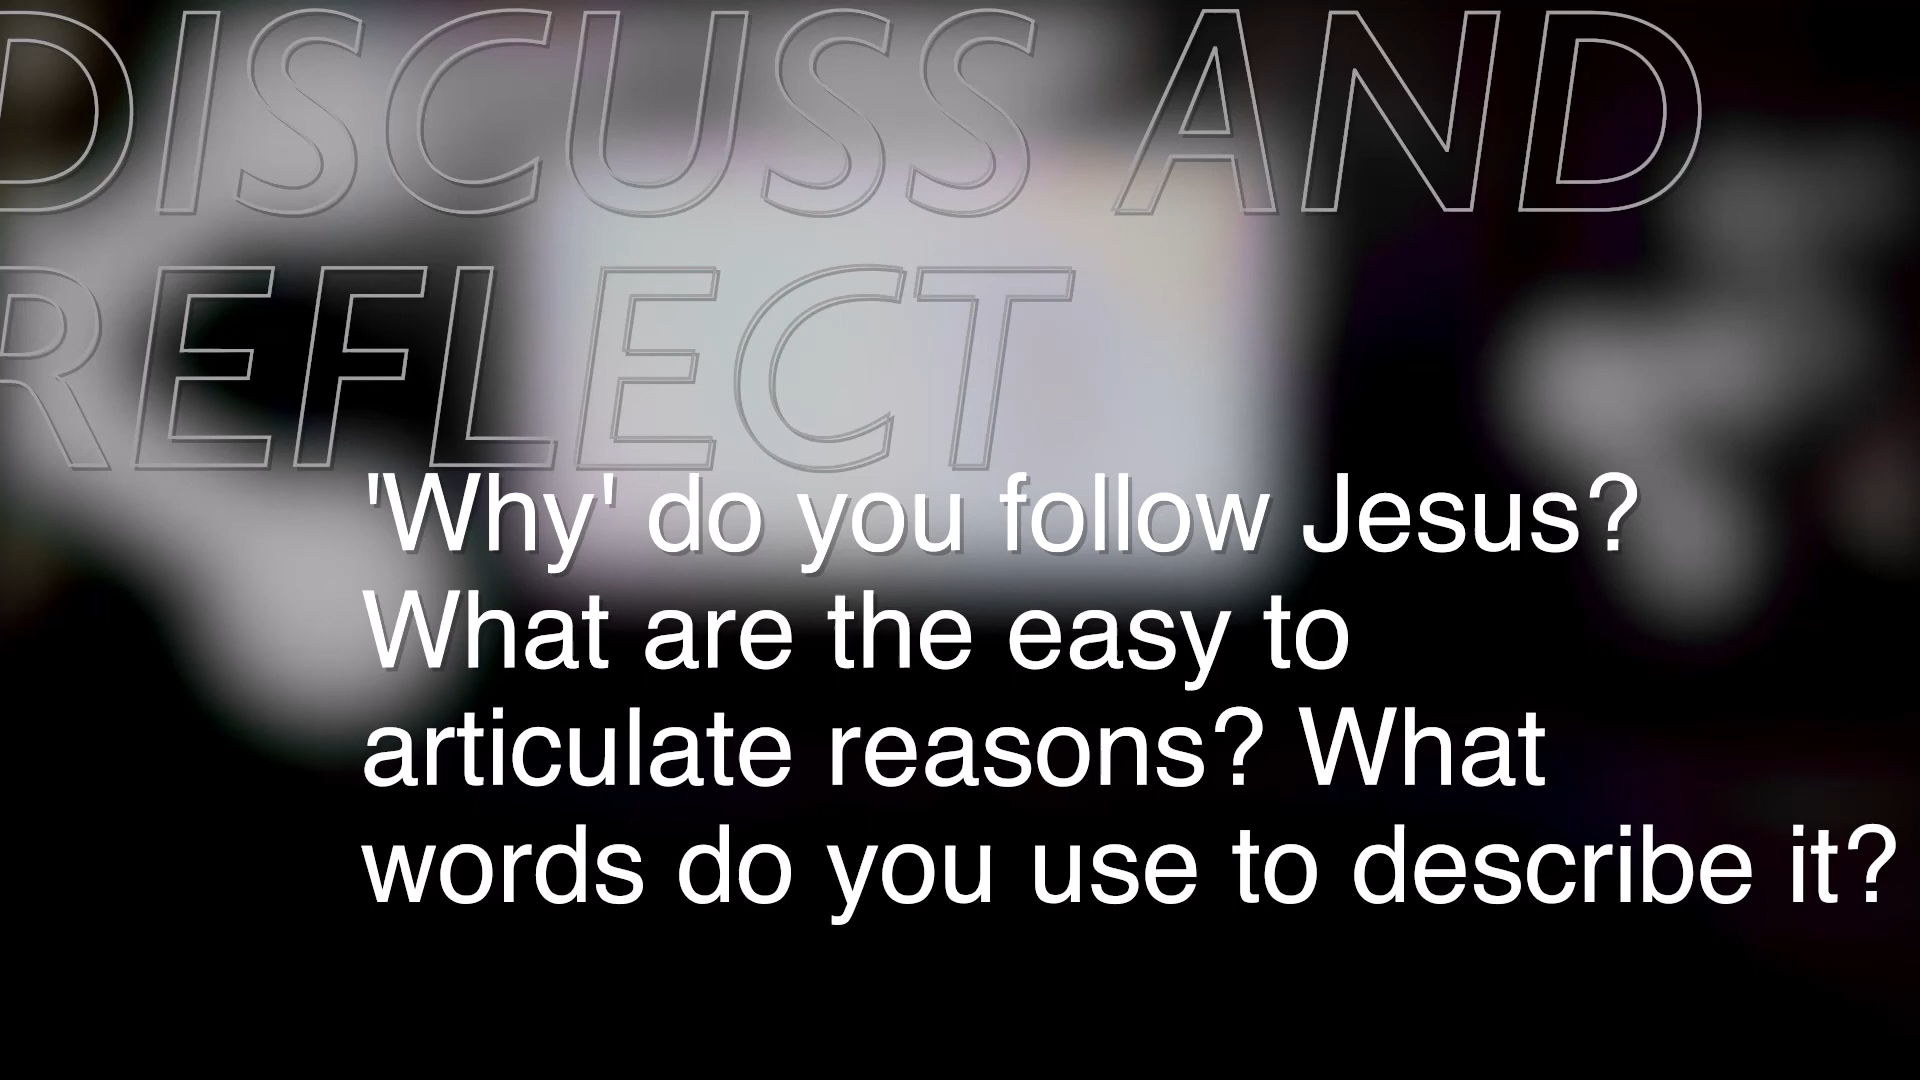 DISCUSS AND
REFLECT
'Why' do you follow Jesus?
What are the easy to
articulate reasons? What
words do you use to describe it?